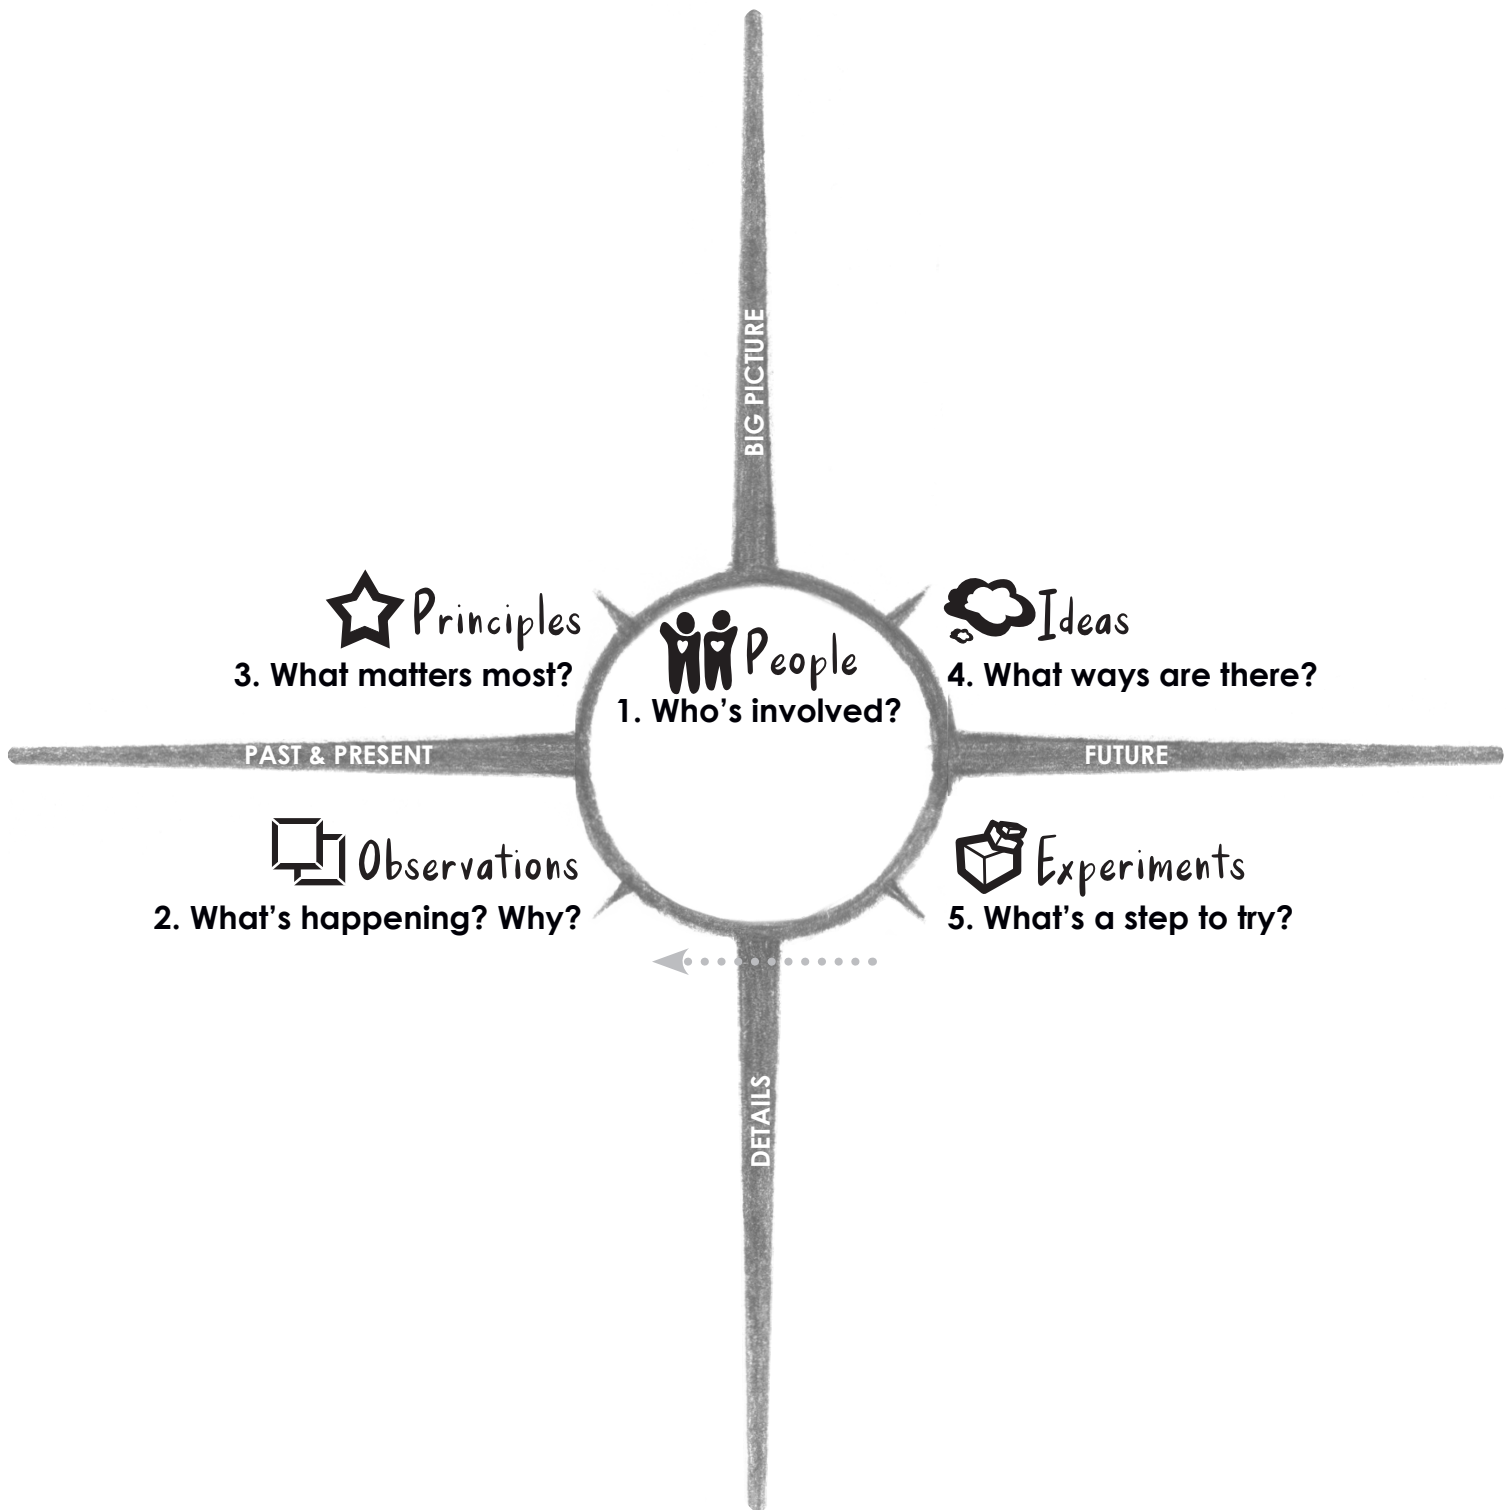 BIG PICTURE
Principles
3. What matters most?
People
1. Who's involved?
Ideas
4. What ways are there?
PAST & PRESENT
FUTURE
Observations
2. What's happening? Why?
Experiments
5. What's a step to try?
DETAILS